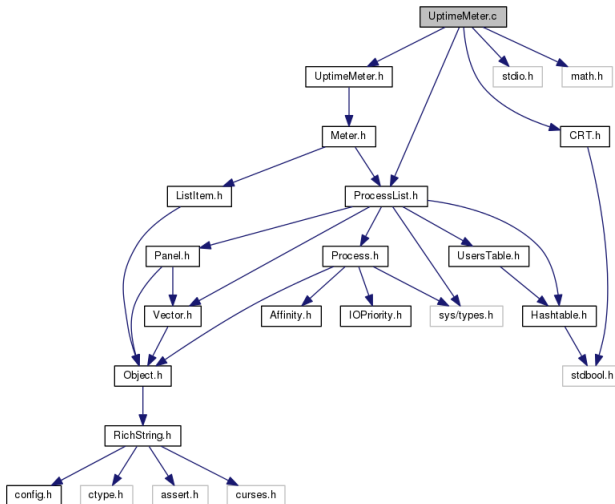 UptimeMeter.c
UptimeMeter.h
stdio.h
math.h
Meter.h
CRT.h
ListItem.h
ProcessList.h
Panel.h
Process.h
UsersTable.h
Vector.h
Affinity.h
IOPriority.h
sys/types.h
Hashtable.h
Object.h
stdbool.h
RichString.h
config.h
ctype.h
assert.h
curses.h